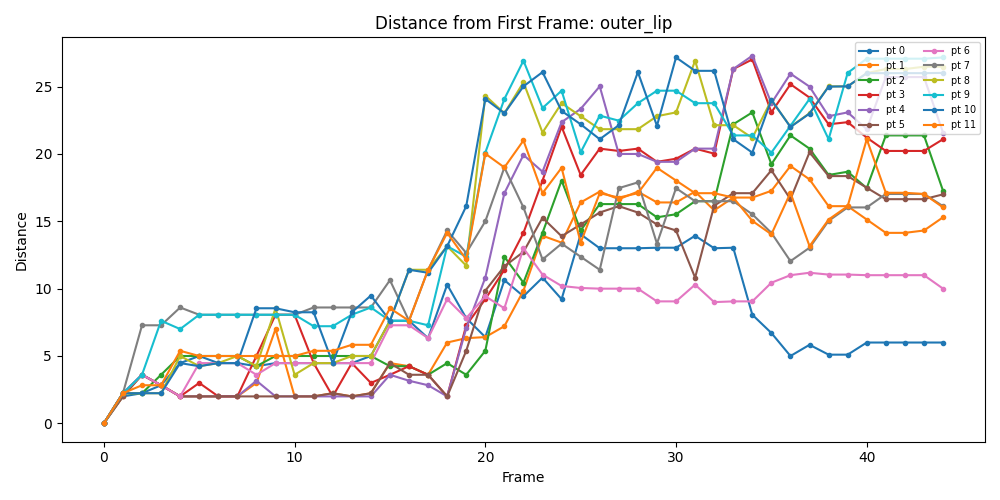 Distance from First Frame: outer_lip
Distance
25
20
15
10
5
0
0 10 20 30 40
Frame
pt 0
pt 1
pt 2
pt 3
pt 4
pt 5
pt 6
pt 7
pt 8
pt 9
pt 10
pt 11